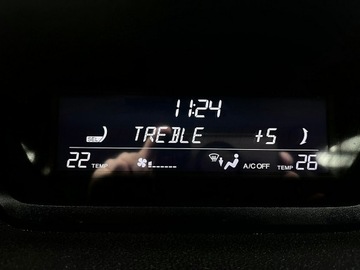 11:24
SEL TREBLE +5
22 TEMP A/C OFF TEMP 26